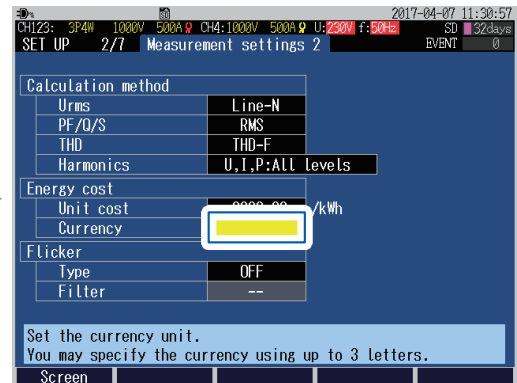 2017-04-07 11:30:57
CH123: 3P4W 1000V 500A CH4:1000V 500A U:230V f:50Hz SD 32days
SET UP 2/7 Measurement settings 2 EVENT 0
Calculation method
Urms Line-N
PF/Q/S RMS
THD THD-F
Harmonics U,I,P:All levels
Energy cost
Unit cost /kWh
Currency
Flicker
Type OFF
Filter --
Set the currency unit.
You may specify the currency using up to 3 letters.
Screen